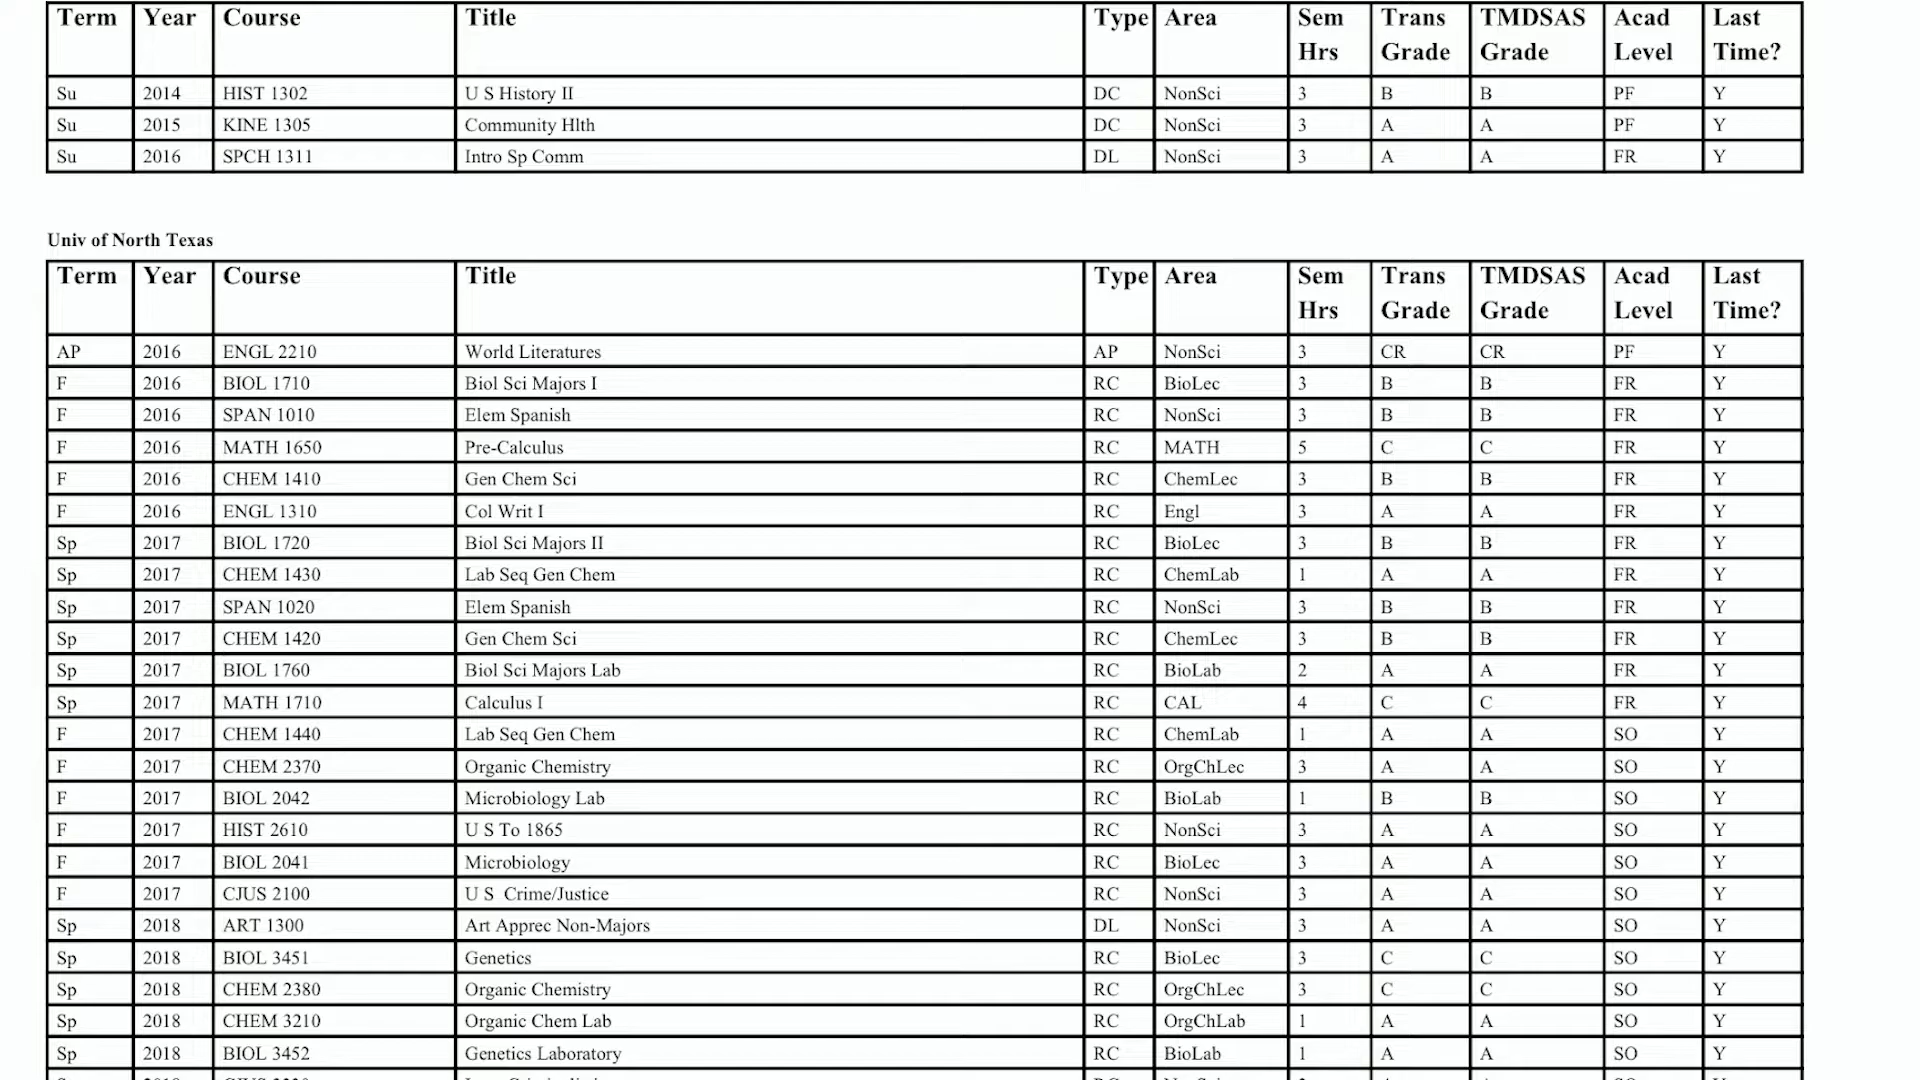 Term Year Course Title Type Area Sem Hrs Trans Grade TMDSAS Grade Acad Level Last Time?
Su 2014 HIST 1302 U S History II DC NonSci 3 B B PF Y
Su 2015 KINE 1305 Community Hlth DC NonSci 3 A A PF Y
Su 2016 SPCH 1311 Intro Sp Comm DL NonSci 3 A A FR Y
Univ of North Texas
Term Year Course Title Type Area Sem Hrs Trans Grade TMDSAS Grade Acad Level Last Time?
AP 2016 ENGL 2210 World Literatures AP NonSci 3 CR CR PF Y
F 2016 BIOL 1710 Biol Sci Majors I RC BioLec 3 B B FR Y
F 2016 SPAN 1010 Elem Spanish RC NonSci 3 B B FR Y
F 2016 MATH 1650 Pre-Calculus RC MATH 5 C C FR Y
F 2016 CHEM 1410 Gen Chem Sci RC ChemLec 3 B B FR Y
F 2016 ENGL 1310 Col Writ I RC Engl 3 A A FR Y
Sp 2017 BIOL 1720 Biol Sci Majors II RC BioLec 3 B B FR Y
Sp 2017 CHEM 1430 Lab Seq Gen Chem RC ChemLab 1 A A FR Y
Sp 2017 SPAN 1020 Elem Spanish RC NonSci 3 B B FR Y
Sp 2017 CHEM 1420 Gen Chem Sci RC ChemLec 3 B B FR Y
Sp 2017 BIOL 1760 Biol Sci Majors Lab RC BioLab 2 A A FR Y
Sp 2017 MATH 1710 Calculus I RC CAL 4 C C FR Y
F 2017 CHEM 1440 Lab Seq Gen Chem RC ChemLab 1 A A SO Y
F 2017 CHEM 2370 Organic Chemistry RC OrgChLec 3 A A SO Y
F 2017 BIOL 2042 Microbiology Lab RC BioLab 1 B B SO Y
F 2017 HIST 2610 U S To 1865 RC NonSci 3 A A SO Y
F 2017 BIOL 2041 Microbiology RC BioLec 3 A A SO Y
F 2017 CJUS 2100 U S Crime/Justice RC NonSci 3 A A SO Y
Sp 2018 ART 1300 Art Apprec Non-Majors DL NonSci 3 A A SO Y
Sp 2018 BIOL 3451 Genetics RC BioLec 3 C C SO Y
Sp 2018 CHEM 2380 Organic Chemistry RC OrgChLec 3 C C SO Y
Sp 2018 CHEM 3210 Organic Chem Lab RC OrgChLab 1 A A SO Y
Sp 2018 BIOL 3452 Genetics Laboratory RC BioLab 1 A A SO Y